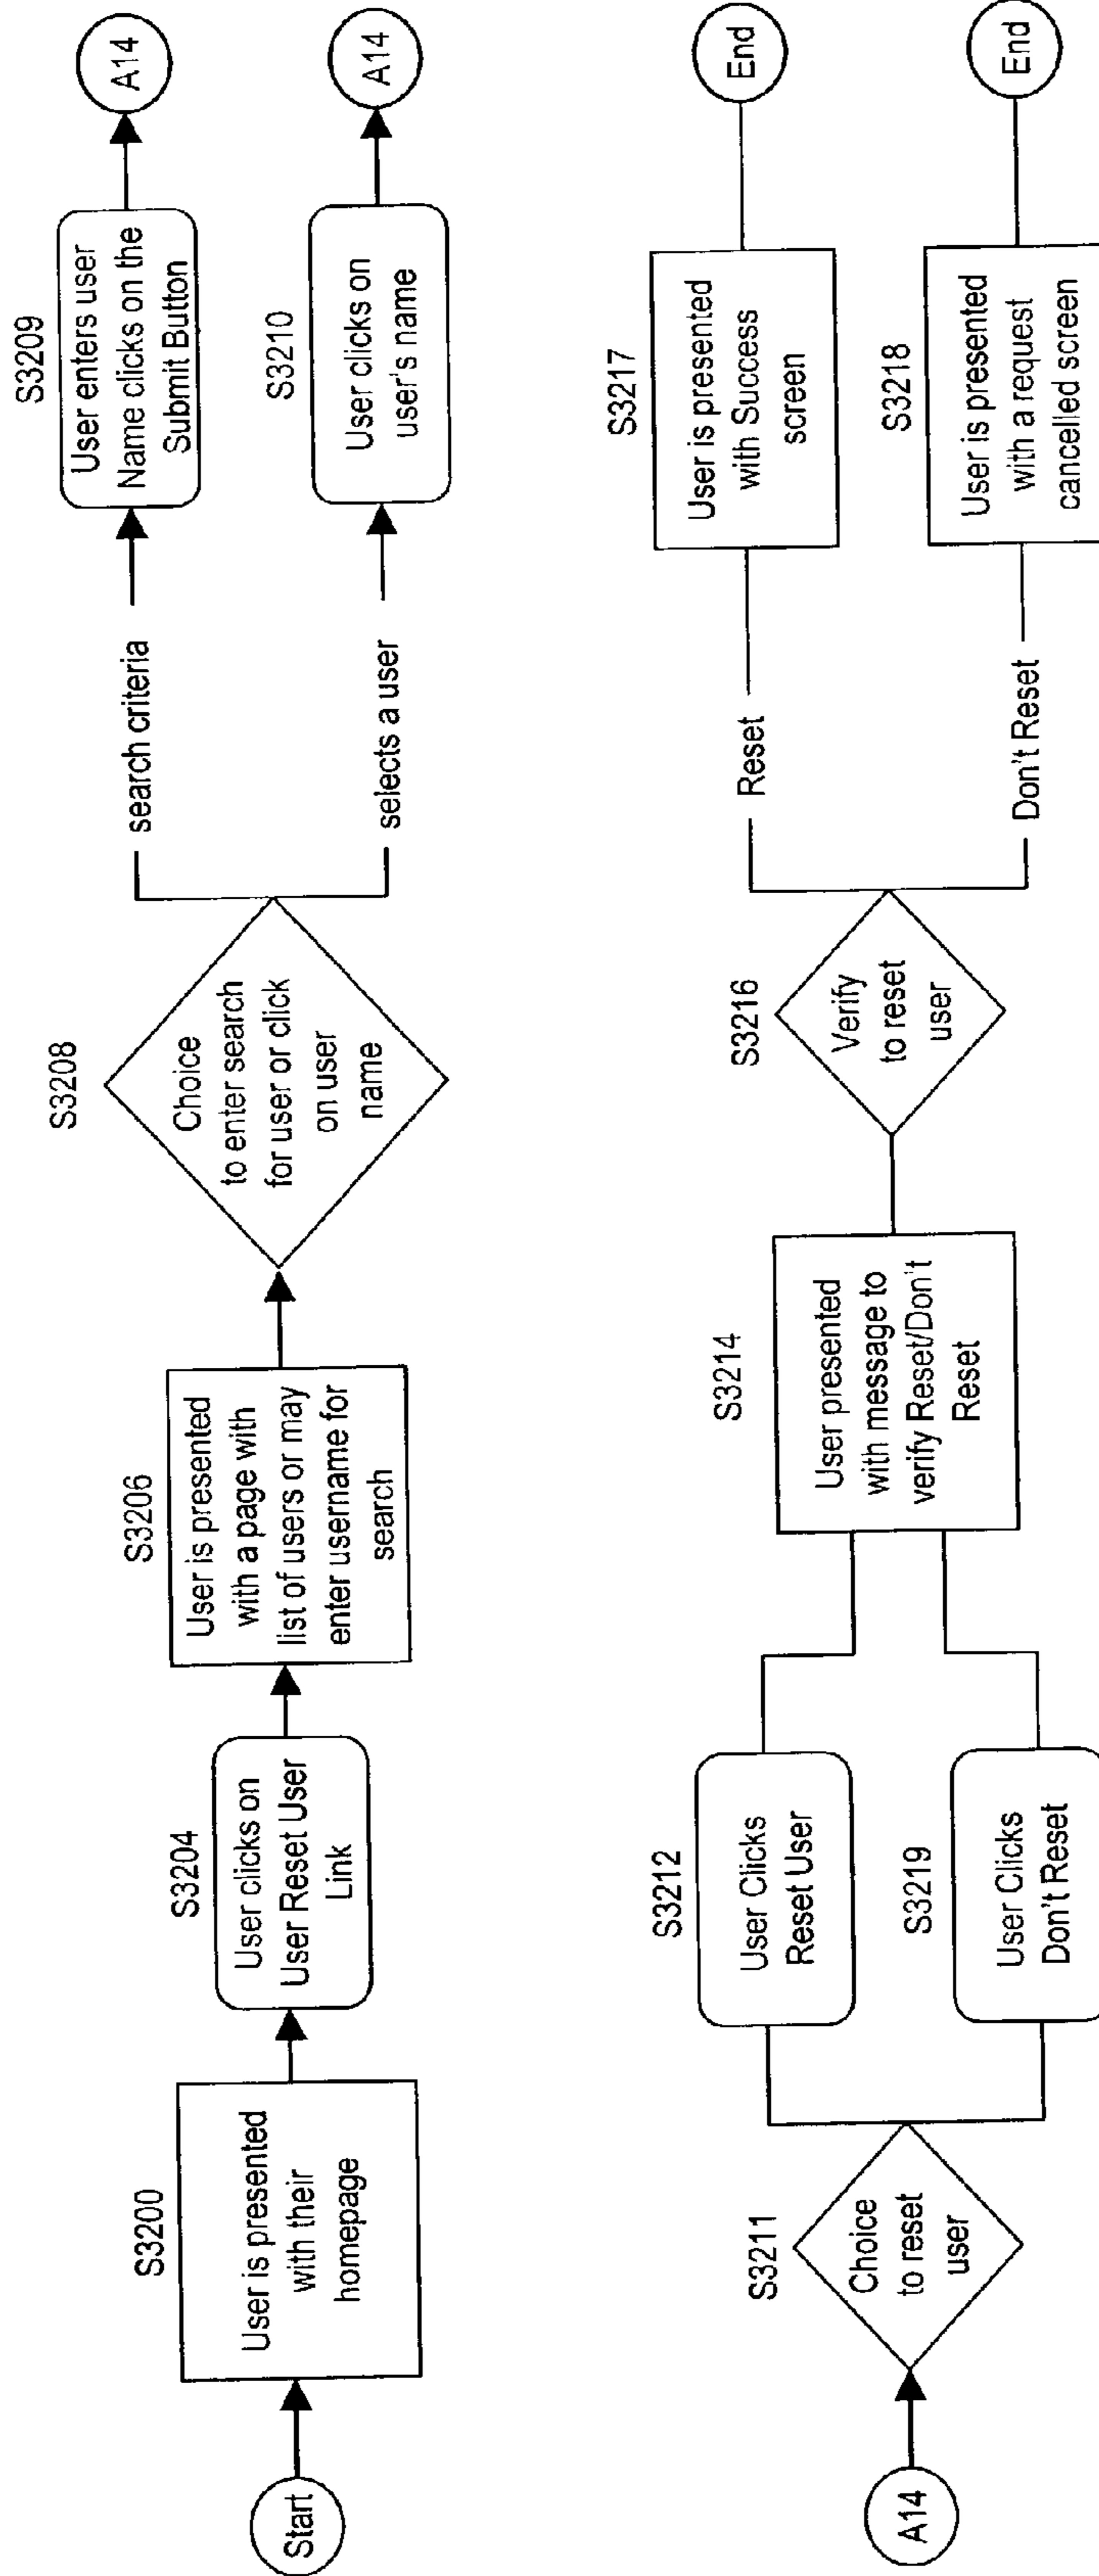 Start
S3200
User is presented
with their
homepage
S3204
User clicks on
User Reset User
Link
S3206
User is presented
with a page with
list of users or may
enter username for
search
S3208
Choice
to enter search
for user or click
on user
name
search criteria
S3209
User enters user
Name clicks on the
Submit Button
A14
selects a user
S3210
User clicks on
user's name
A14
A14
S3211
Choice
to reset
user
S3212
User Clicks
Reset User
S3219
User Clicks
Don't Reset
S3214
User presented
with message to
verify Reset/Don't
Reset
S3216
Verify
to reset
user
Reset
S3217
User is presented
with Success
screen
End
Don't Reset
S3218
User is presented
with a request
cancelled screen
End